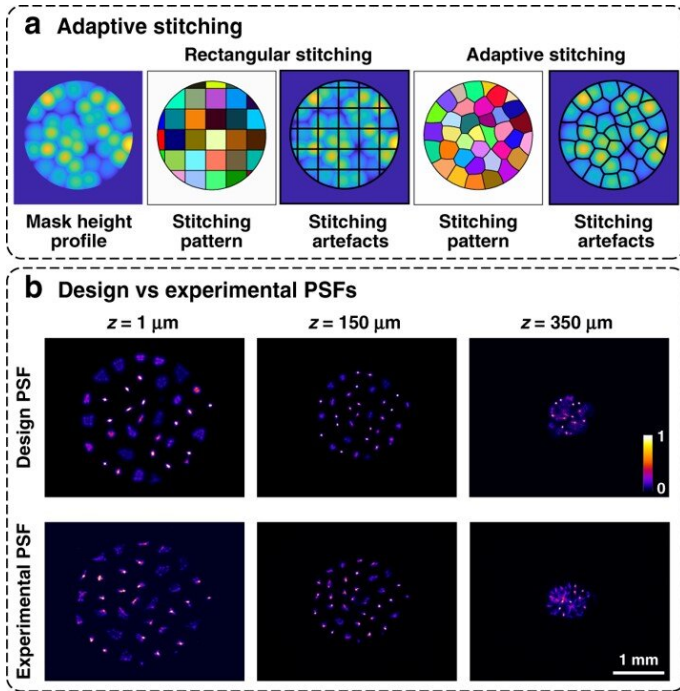 a Adaptive stitching
Rectangular stitching
Adaptive stitching
Mask height
profile
Stitching
pattern
Stitching
artefacts
Stitching
pattern
Stitching
artefacts
b Design vs experimental PSFs
z = 1 μm
z = 150 μm
z = 350 μm
Design PSF
1
0
Experimental PSF
1 mm